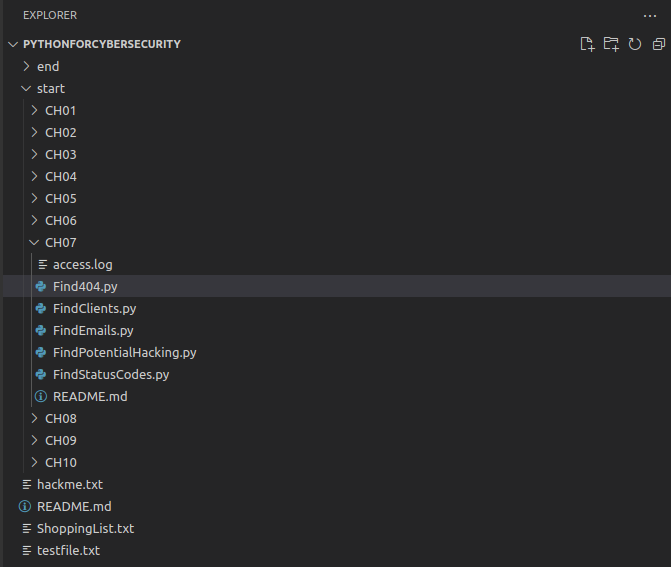 EXPLORER
PYTHONFORCYBERSECURITY
end
start
CH01
CH02
CH03
CH04
CH05
CH06
CH07
access.log
Find404.py
FindClients.py
FindEmails.py
FindPotentialHacking.py
FindStatusCodes.py
README.md
CH08
CH09
CH10
hackme.txt
README.md
ShoppingList.txt
testfile.txt